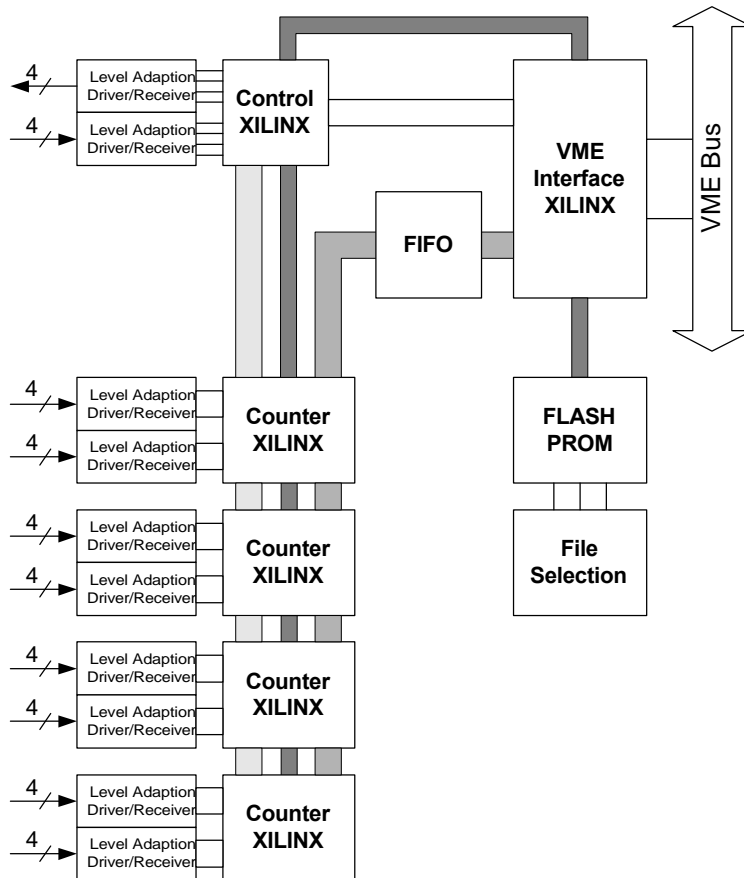 4
Level Adaption
Driver/Receiver
4
Level Adaption
Driver/Receiver
Control
XILINX
VME
Interface
XILINX
VME Bus
FIFO
4
Level Adaption
Driver/Receiver
4
Level Adaption
Driver/Receiver
Counter
XILINX
FLASH
PROM
4
Level Adaption
Driver/Receiver
4
Level Adaption
Driver/Receiver
Counter
XILINX
File
Selection
4
Level Adaption
Driver/Receiver
4
Level Adaption
Driver/Receiver
Counter
XILINX
4
Level Adaption
Driver/Receiver
4
Level Adaption
Driver/Receiver
Counter
XILINX